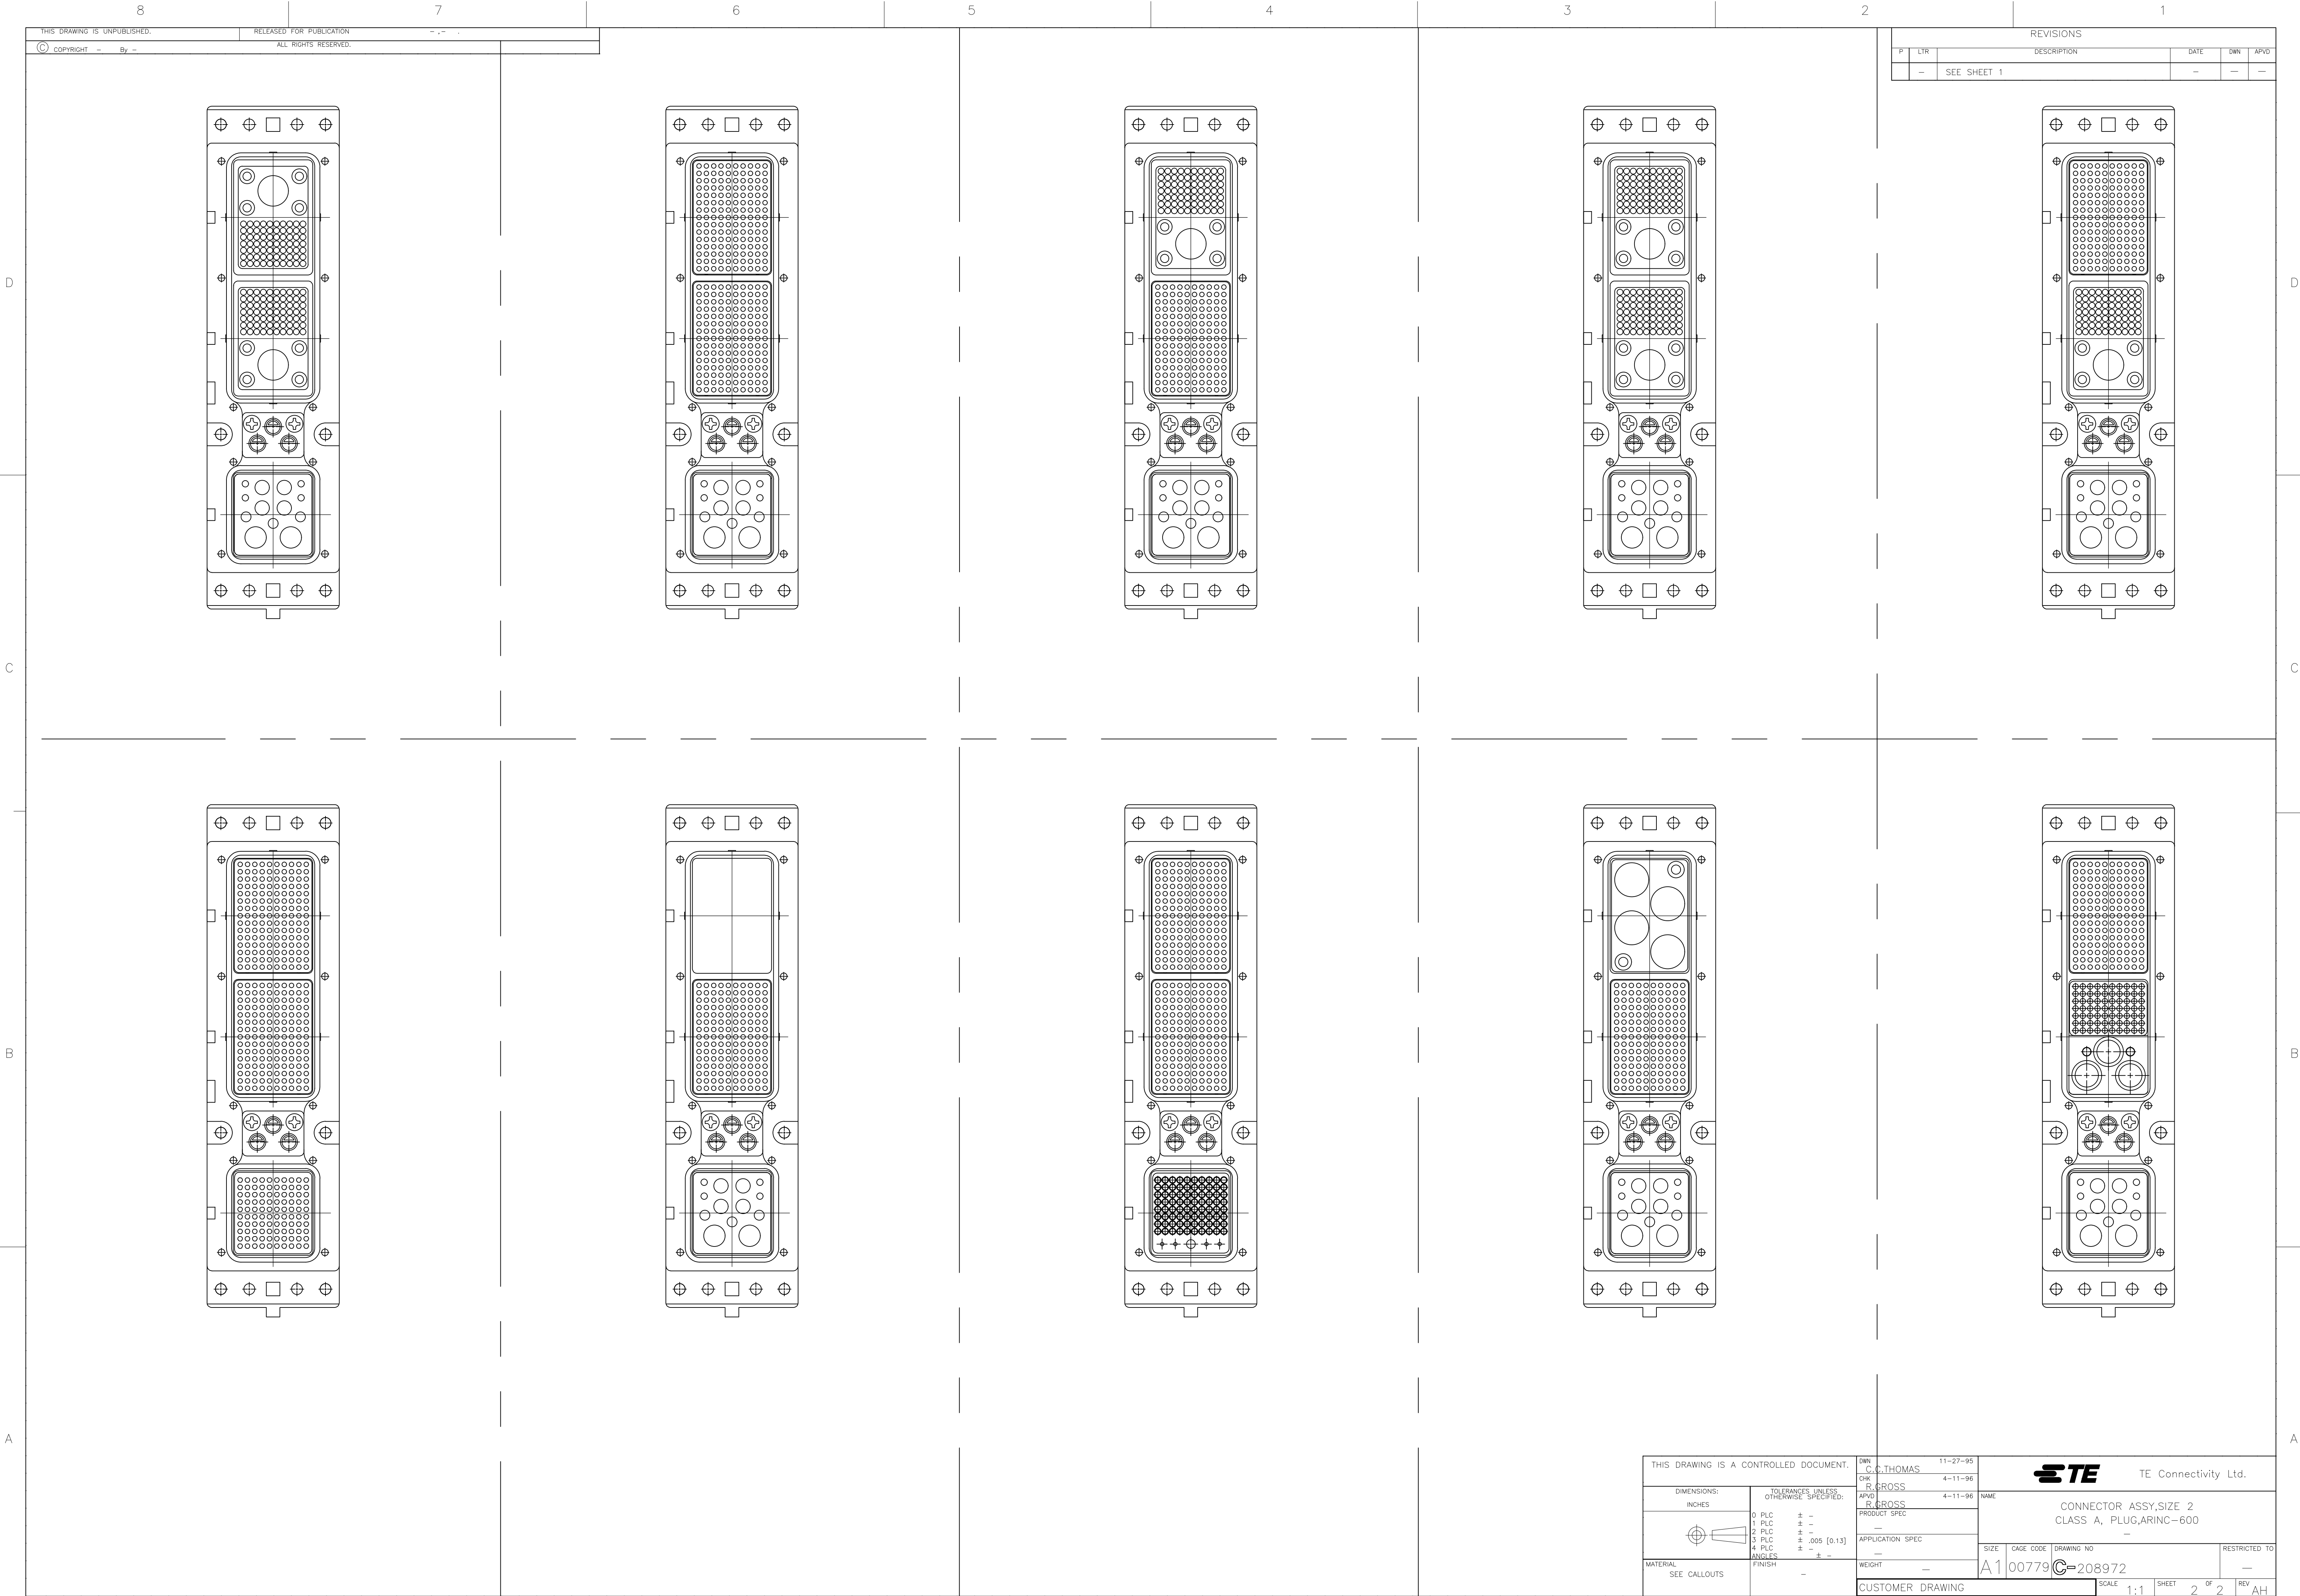 8 7 6 5 4 3 2 1
THIS DRAWING IS UNPUBLISHED. RELEASED FOR PUBLICATION - ,- .
© COPYRIGHT - By - ALL RIGHTS RESERVED.
REVISIONS
P LTR DESCRIPTION DATE DWN APVD
- SEE SHEET 1 - - -
D D
C C
B B
A A
THIS DRAWING IS A CONTROLLED DOCUMENT.
DIMENSIONS:
INCHES
TOLERANCES UNLESS
OTHERWISE SPECIFIED:
0 PLC ± -
1 PLC ± -
2 PLC ± -
3 PLC ± .005 [0.13]
4 PLC ± -
ANGLES ± -
MATERIAL
SEE CALLOUTS
FINISH
-
DWN 11-27-95
C.C.THOMAS
CHK 4-11-96
R.GROSS
APVD 4-11-96
R.GROSS
PRODUCT SPEC
-
APPLICATION SPEC
-
WEIGHT
-
CUSTOMER DRAWING
TE TE Connectivity Ltd.
NAME
CONNECTOR ASSY,SIZE 2
CLASS A, PLUG,ARINC-600
-
SIZE CAGE CODE DRAWING NO RESTRICTED TO
A1 00779 C-208972 -
SCALE 1:1 SHEET 2 OF 2 REV AH